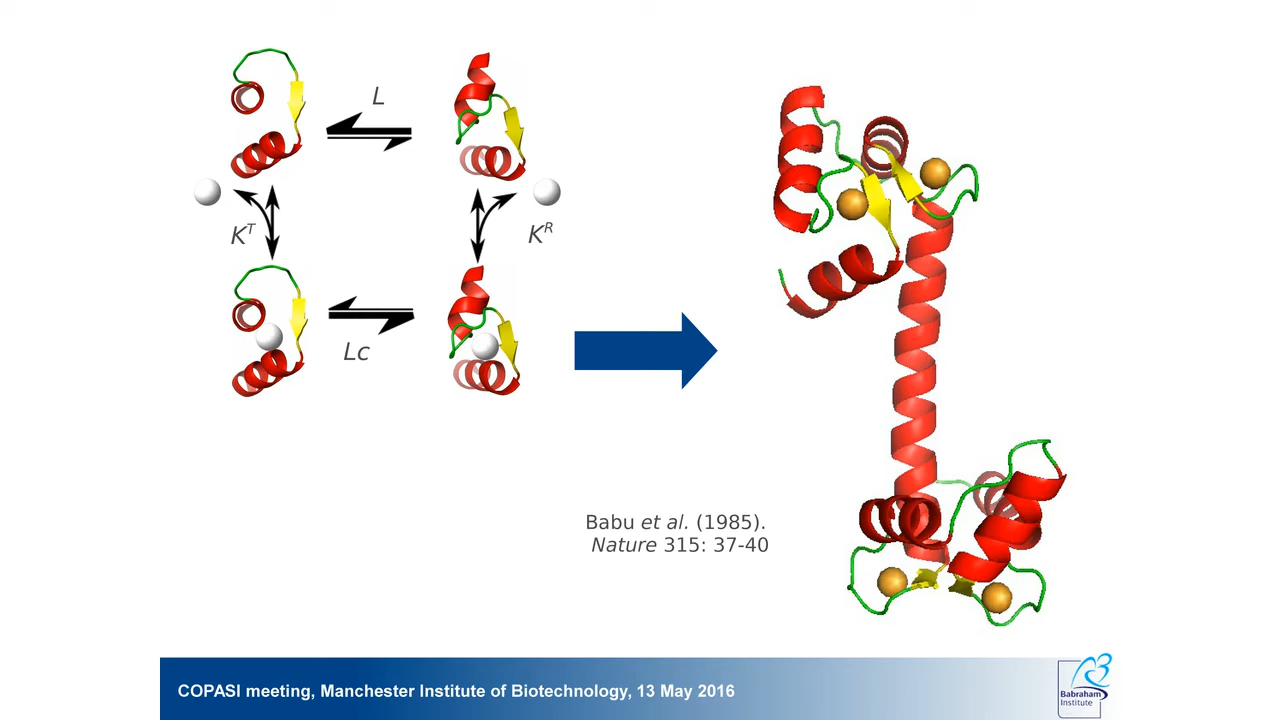 L
K^T
K^R
Lc
Babu et al. (1985).
Nature 315: 37-40
COPASI meeting, Manchester Institute of Biotechnology, 13 May 2016
Babraham
Institute